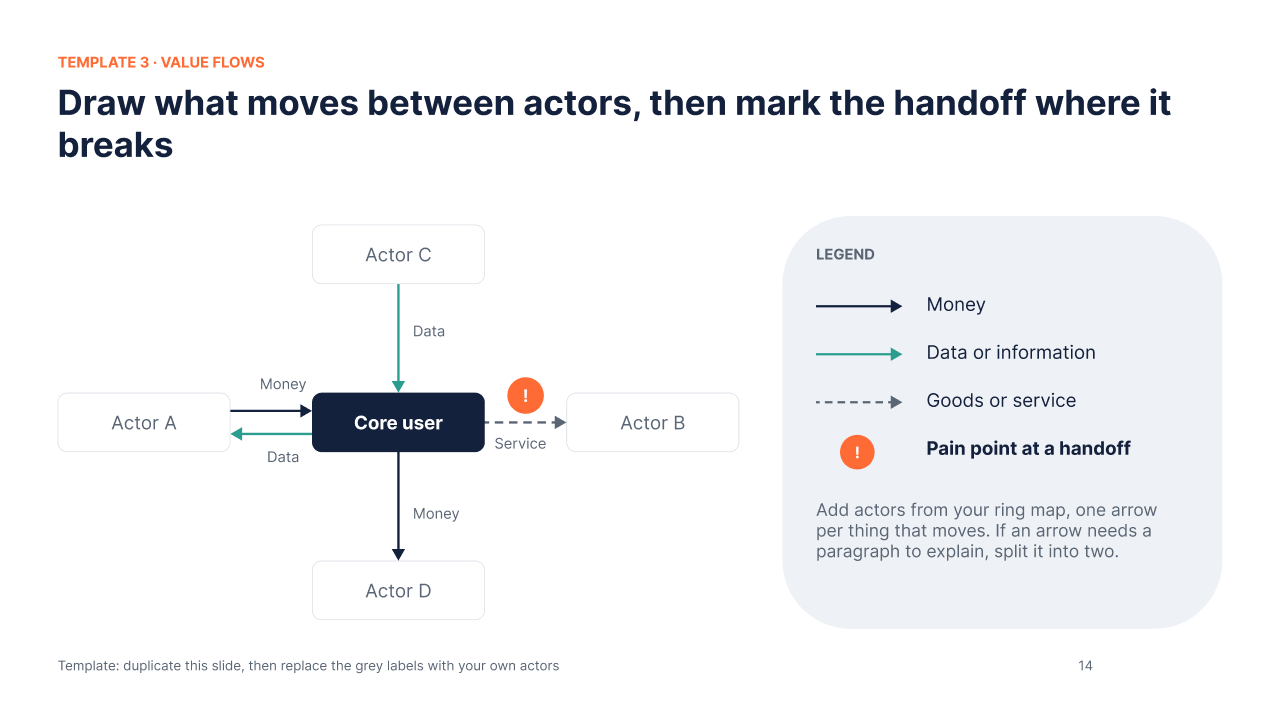 TEMPLATE 3 · VALUE FLOWS
Draw what moves between actors, then mark the handoff where it
breaks
Actor C
Data
Money
Actor A
Core user
!
Actor B
Data
Service
Money
Actor D
LEGEND
Money
Data or information
Goods or service
!
Pain point at a handoff
Add actors from your ring map, one arrow
per thing that moves. If an arrow needs a
paragraph to explain, split it into two.
Template: duplicate this slide, then replace the grey labels with your own actors
14